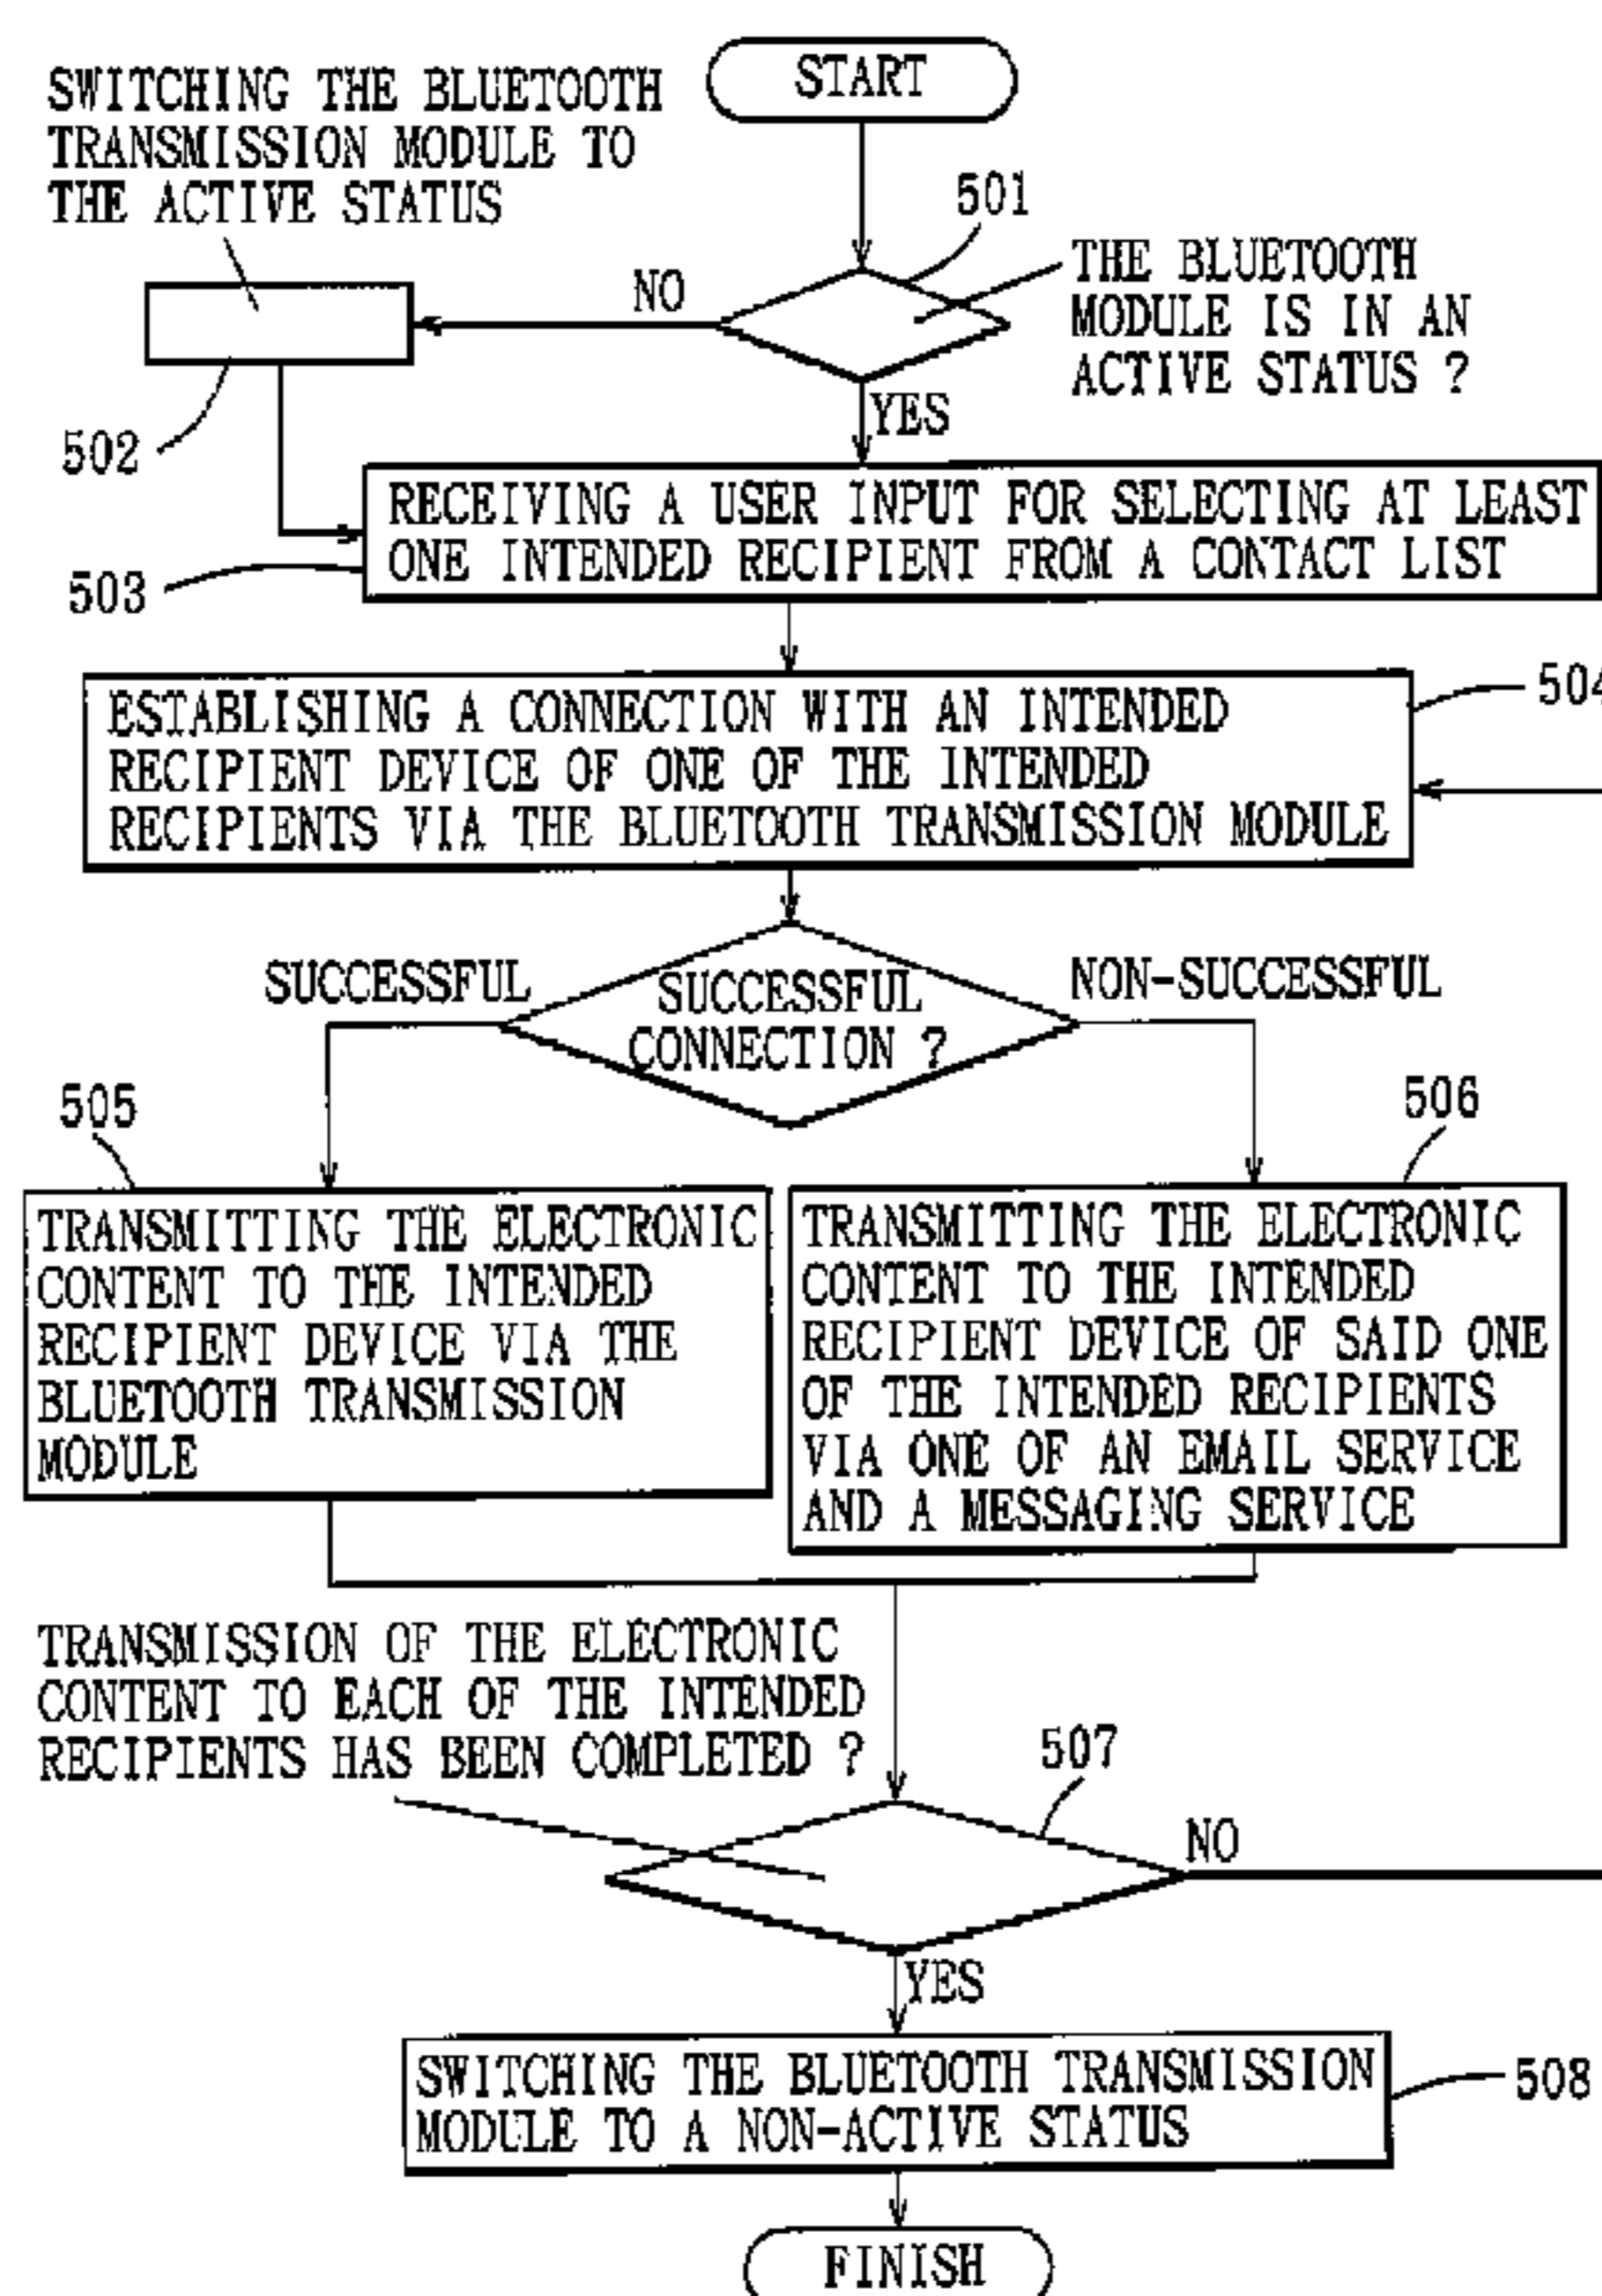 START
SWITCHING THE BLUETOOTH
TRANSMISSION MODULE TO
THE ACTIVE STATUS
501
THE BLUETOOTH
MODULE IS IN AN
ACTIVE STATUS ?
NO
YES
502
RECEIVING A USER INPUT FOR SELECTING AT LEAST
ONE INTENDED RECIPIENT FROM A CONTACT LIST
503
504
ESTABLISHING A CONNECTION WITH AN INTENDED
RECIPIENT DEVICE OF ONE OF THE INTENDED
RECIPIENTS VIA THE BLUETOOTH TRANSMISSION MODULE
SUCCESSFUL
SUCCESSFUL
CONNECTION ?
NON-SUCCESSFUL
505
506
TRANSMITTING THE ELECTRONIC
CONTENT TO THE INTENDED
RECIPIENT DEVICE VIA THE
BLUETOOTH TRANSMISSION
MODULE
TRANSMITTING THE ELECTRONIC
CONTENT TO THE INTENDED
RECIPIENT DEVICE OF SAID ONE
OF THE INTENDED RECIPIENTS
VIA ONE OF AN EMAIL SERVICE
AND A MESSAGING SERVICE
TRANSMISSION OF THE ELECTRONIC
CONTENT TO EACH OF THE INTENDED
RECIPIENTS HAS BEEN COMPLETED ?
507
NO
YES
SWITCHING THE BLUETOOTH TRANSMISSION
MODULE TO A NON-ACTIVE STATUS
508
FINISH